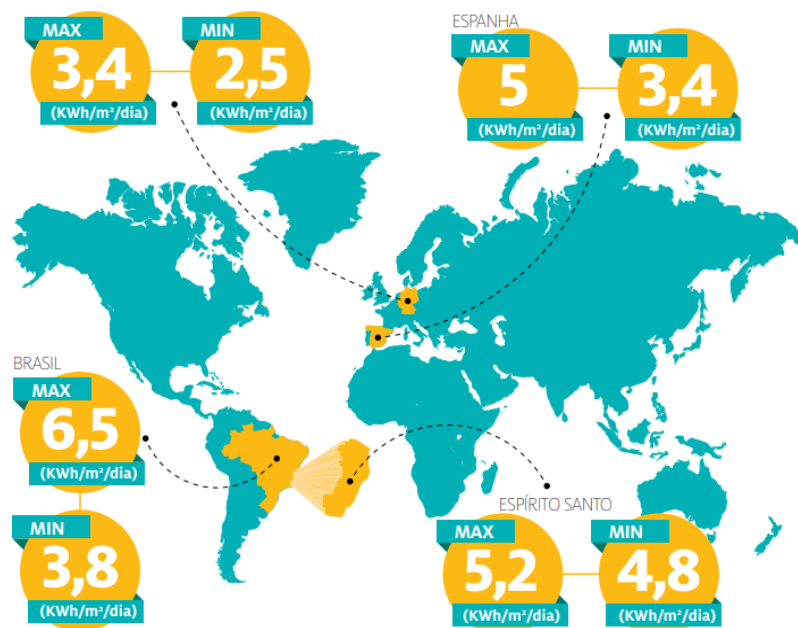 MAX
3,4
(KWh/m²/dia)
MIN
2,5
(KWh/m²/dia)
ESPANHA
MAX
5
(KWh/m²/dia)
MIN
3,4
(KWh/m²/dia)
BRASIL
MAX
6,5
(KWh/m²/dia)
MIN
3,8
(KWh/m²/dia)
ESPÍRITO SANTO
MAX
5,2
(KWh/m²/dia)
MIN
4,8
(KWh/m²/dia)